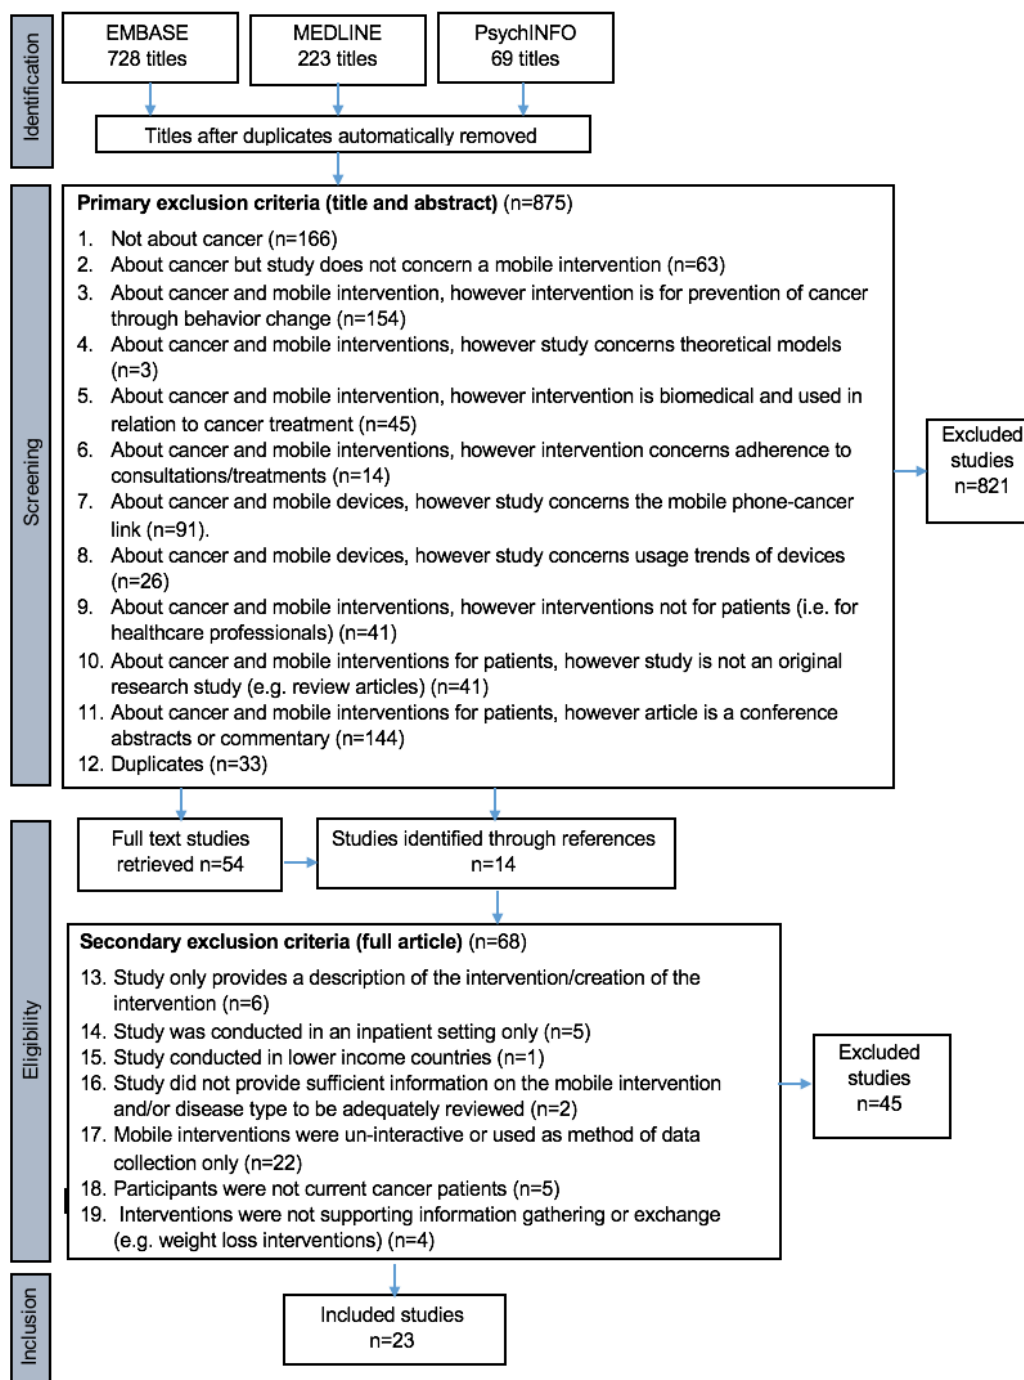 Identification
EMBASE
728 titles
MEDLINE
223 titles
PsychINFO
69 titles
Titles after duplicates automatically removed
Screening
Primary exclusion criteria (title and abstract) (n=875)
1. Not about cancer (n=166)
2. About cancer but study does not concern a mobile intervention (n=63)
3. About cancer and mobile intervention, however intervention is for prevention of cancer
through behavior change (n=154)
4. About cancer and mobile interventions, however study concerns theoretical models
(n=3)
5. About cancer and mobile intervention, however intervention is biomedical and used in
relation to cancer treatment (n=45)
6. About cancer and mobile interventions, however intervention concerns adherence to
consultations/treatments (n=14)
7. About cancer and mobile devices, however study concerns the mobile phone-cancer
link (n=91).
8. About cancer and mobile devices, however study concerns usage trends of devices
(n=26)
9. About cancer and mobile interventions, however interventions not for patients (i.e. for
healthcare professionals) (n=41)
10. About cancer and mobile interventions for patients, however study is not an original
research study (e.g. review articles) (n=41)
11. About cancer and mobile interventions for patients, however article is a conference
abstracts or commentary (n=144)
12. Duplicates (n=33)
Excluded
studies
n=821
Eligibility
Full text studies
retrieved n=54
Studies identified through references
n=14
Secondary exclusion criteria (full article) (n=68)
13. Study only provides a description of the intervention/creation of the
intervention (n=6)
14. Study was conducted in an inpatient setting only (n=5)
15. Study conducted in lower income countries (n=1)
16. Study did not provide sufficient information on the mobile intervention
and/or disease type to be adequately reviewed (n=2)
17. Mobile interventions were un-interactive or used as method of data
collection only (n=22)
18. Participants were not current cancer patients (n=5)
19. Interventions were not supporting information gathering or exchange
(e.g. weight loss interventions) (n=4)
Excluded
studies
n=45
Inclusion
Included studies
n=23